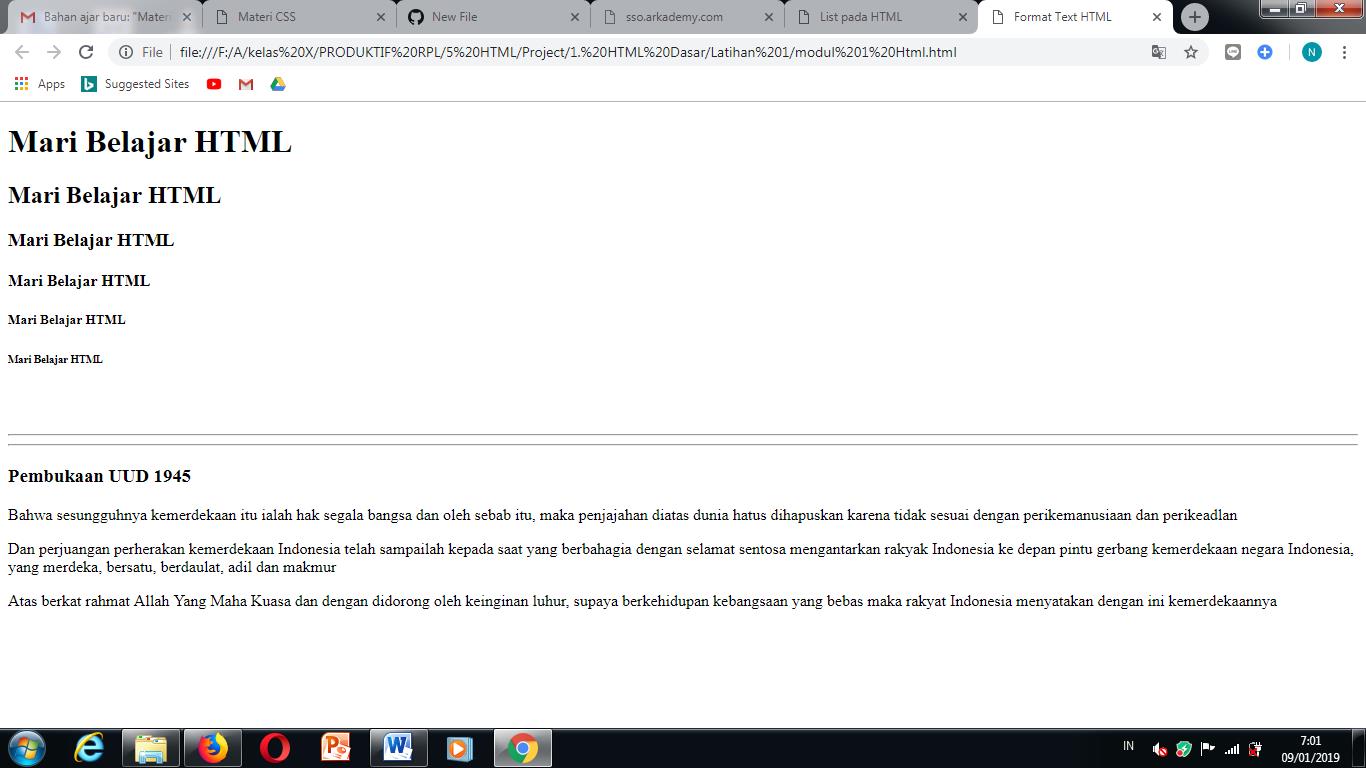 Bahan ajar baru: "Materi
Materi CSS
New File
sso.arkademy.com
List pada HTML
Format Text HTML
File
file:///F:/A/kelas%20X/PRODUKTIF%20RPL/5%20HTML/Project/1.%20HTML%20Dasar/Latihan%201/modul%201%20Html.html
N
Apps
Suggested Sites
Mari Belajar HTML
Mari Belajar HTML
Mari Belajar HTML
Mari Belajar HTML
Mari Belajar HTML
Mari Belajar HTML
Pembukaan UUD 1945
Bahwa sesungguhnya kemerdekaan itu ialah hak segala bangsa dan oleh sebab itu, maka penjajahan diatas dunia hatus dihapuskan karena tidak sesuai dengan perikemanusiaan dan perikeadlan
Dan perjuangan perherakan kemerdekaan Indonesia telah sampailah kepada saat yang berbahagia dengan selamat sentosa mengantarkan rakyak Indonesia ke depan pintu gerbang kemerdekaan negara Indonesia,
yang merdeka, bersatu, berdaulat, adil dan makmur
Atas berkat rahmat Allah Yang Maha Kuasa dan dengan didorong oleh keinginan luhur, supaya berkehidupan kebangsaan yang bebas maka rakyat Indonesia menyatakan dengan ini kemerdekaannya
IN
7:01
09/01/2019